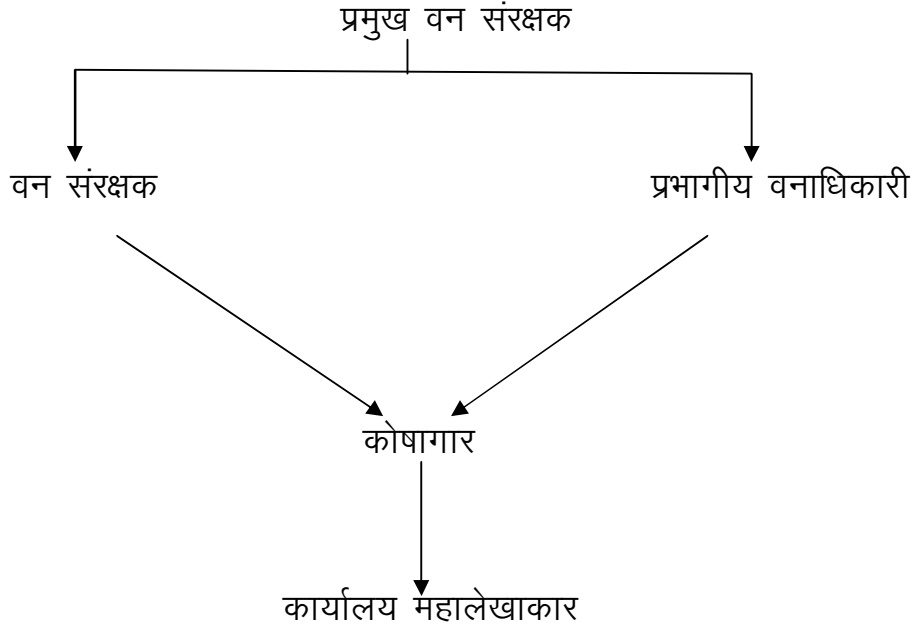 प्रमुख वन संरक्षक
वन संरक्षक
प्रभागीय वनाधिकारी
कोषागार
कार्यालय महालेखाकार